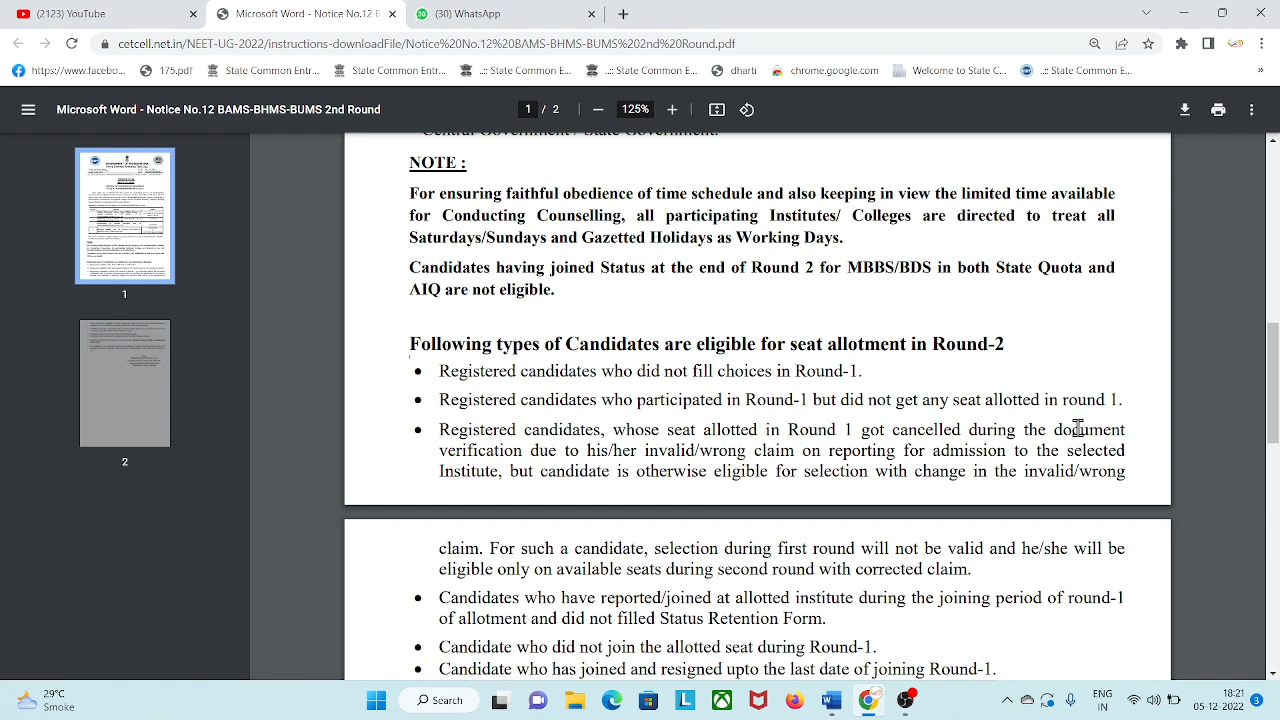 (2123) YouTube
Microsoft Word - Notice No.12 B
(30) WhatsApp
cetcell.net.in/NEET-UG-2022/instructions-downloadFile/Notice%20No:12%20BAMS-BHMS-BUMS%202nd%20Round.pdf
https://www.facebo...
175.pdf
State Common Entr...
State Common Entr...
..:: State Common E...
..:: State Common E...
dharti
chrome.google.com
Welcome to State C...
..:: State Common E...
»
Microsoft Word - Notice No.12 BAMS-BHMS-BUMS 2nd Round
1 / 2
125%
Central Government / State Government.
NOTE :
For ensuring faithful obedience of time schedule and also keeping in view the limited time available
for Conducting Counselling, all participating Institute/ Colleges are directed to treat all
Saturdays/Sundays and Gazetted Holidays as Working Days.
Candidates having joined Status at the end of Round 2 for MBBS/BDS in both State Quota and
AIQ are not eligible.
Following types of Candidates are eligible for seat allotment in Round-2
• Registered candidates who did not fill choices in Round-1.
• Registered candidates who participated in Round-1 but did not get any seat allotted in round 1.
• Registered candidates, whose seat allotted in Round 1 got cancelled during the document
verification due to his/her invalid/wrong claim or reporting for admission to the selected
Institute, but candidate is otherwise eligible for selection with change in the invalid/wrong
claim. For such a candidate, selection during first round will not be valid and he/she will be
eligible only on available seats during second round with corrected claim.
• Candidates who have reported/joined at allotted institute during the joining period of round-1
of allotment and did not filled Status Retention Form.
• Candidate who did not join the allotted seat during Round-1.
• Candidate who has joined and resigned upto the last date of joining Round-1.
1
2
29°C
Smoke
Search
ENG
IN
18:21
05-12-2022
3